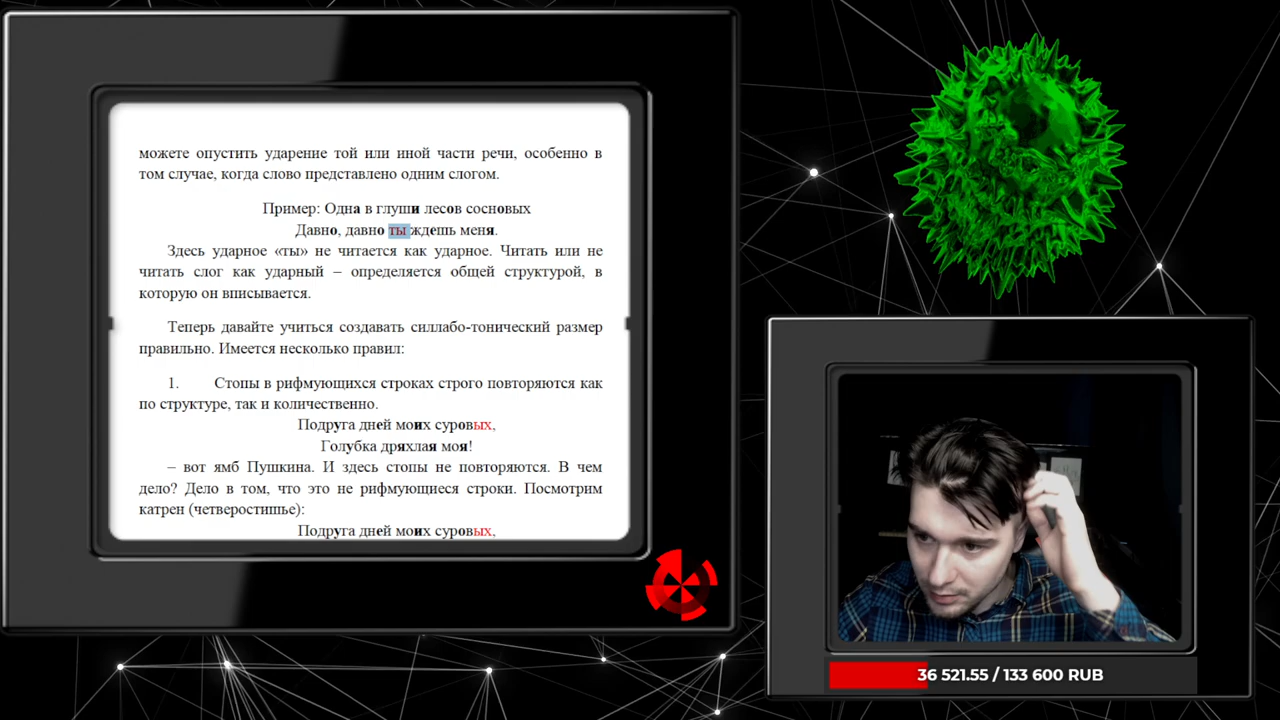 можете опустить ударение той или иной части речи, особенно в
том случае, когда слово представлено одним слогом.
Пример: Одна в глуши лесов сосновых
Давно, давно ты ждешь меня.
Здесь ударное «ты» не читается как ударное. Читать или не
читать слог как ударный – определяется общей структурой, в
которую он вписывается.
Теперь давайте учиться создавать силлабо-тонический размер
правильно. Имеется несколько правил:
1. Стопы в рифмующихся строках строго повторяются как
по структуре, так и количественно.
Подруга дней моих суровых,
Голубка дряхлая моя!
– вот ямб Пушкина. И здесь стопы не повторяются. В чем
дело? Дело в том, что это не рифмующиеся строки. Посмотрим
катрен (четверостишье):
Подруга дней моих суровых,
36 521.55 / 133 600 RUB